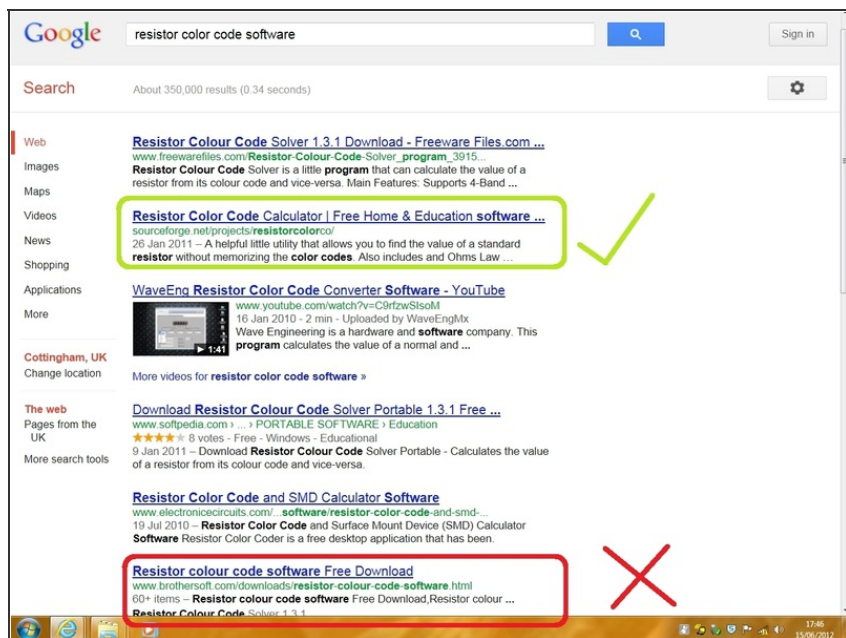 Google
resistor color code software
Sign in
Search
About 350,000 results (0.34 seconds)
Web
Images
Maps
Videos
News
Shopping
Applications
More
Cottingham, UK
Change location
The web
Pages from the
UK
More search tools
Resistor Colour Code Solver 1.3.1 Download - Freeware Files.com ...
www.freewarefiles.com/Resistor-Colour-Code-Solver_program_3915...
Resistor Colour Code Solver is a little program that can calculate the value of a
resistor from its colour code and vice-versa. Main Features: Supports 4-Band ...
Resistor Color Code Calculator | Free Home & Education software ...
sourceforge.net/projects/resistorcolorco/
26 Jan 2011 – A helpful little utility that allows you to find the value of a standard
resistor without memorizing the color codes. Also includes and Ohms Law ...
WaveEng Resistor Color Code Converter Software - YouTube
www.youtube.com/watch?v=C9rfzwSIsoM
16 Jan 2010 - 2 min - Uploaded by WaveEngMx
Wave Engineering is a hardware and software company. This
program calculates the value of a normal and ...
1:41
More videos for resistor color code software »
Download Resistor Colour Code Solver Portable 1.3.1 Free ...
www.softpedia.com › ... › PORTABLE SOFTWARE › Education
8 votes - Free - Windows - Educational
9 Jan 2011 – Download Resistor Colour Code Solver Portable - Calculates the value
of a resistor from its colour code and vice-versa.
Resistor Color Code and SMD Calculator Software
www.electronicecircuits.com/...software/resistor-color-code-and-smd-...
19 Jul 2010 – Resistor Color Code and Surface Mount Device (SMD) Calculator
Software Resistor Color Coder is a free desktop application that has been.
Resistor colour code software Free Download
www.brothersoft.com/downloads/resistor-colour-code-software.html
60+ items – Resistor colour code software Free Download,Resistor colour ...
Resistor Colour Code Solver 1.3.1
17:46
15/06/2012